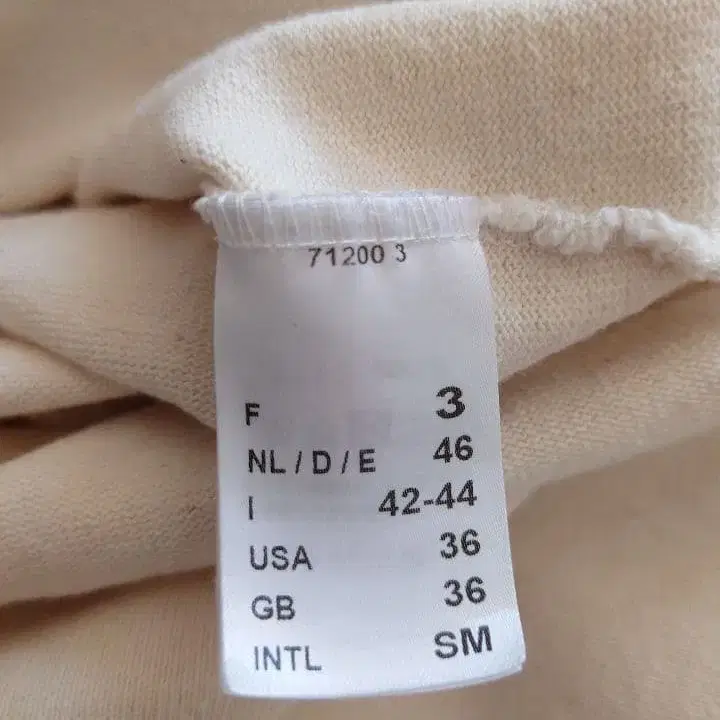 71200 3
F 3
NL / D / E 46
I 42-44
USA 36
GB 36
INTL SM